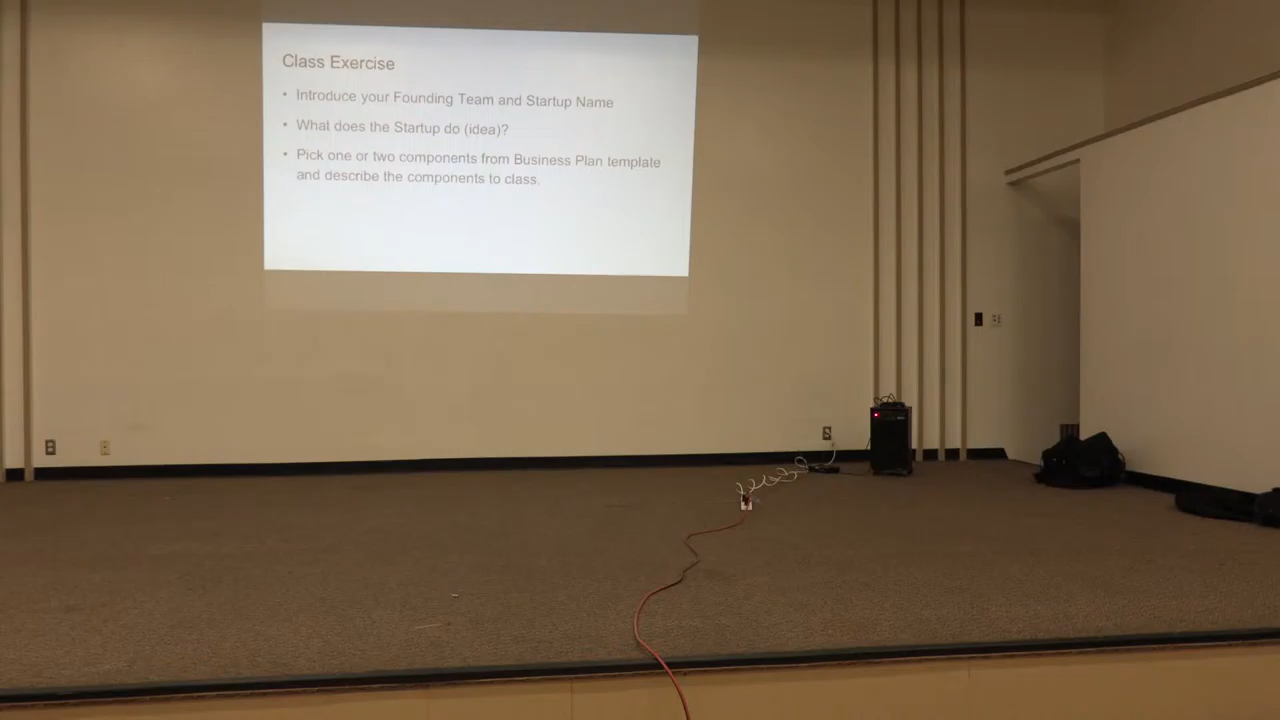 Class Exercise
• Introduce your Founding Team and Startup Name
• What does the Startup do (idea)?
• Pick one or two components from Business Plan template
and describe the components to class.